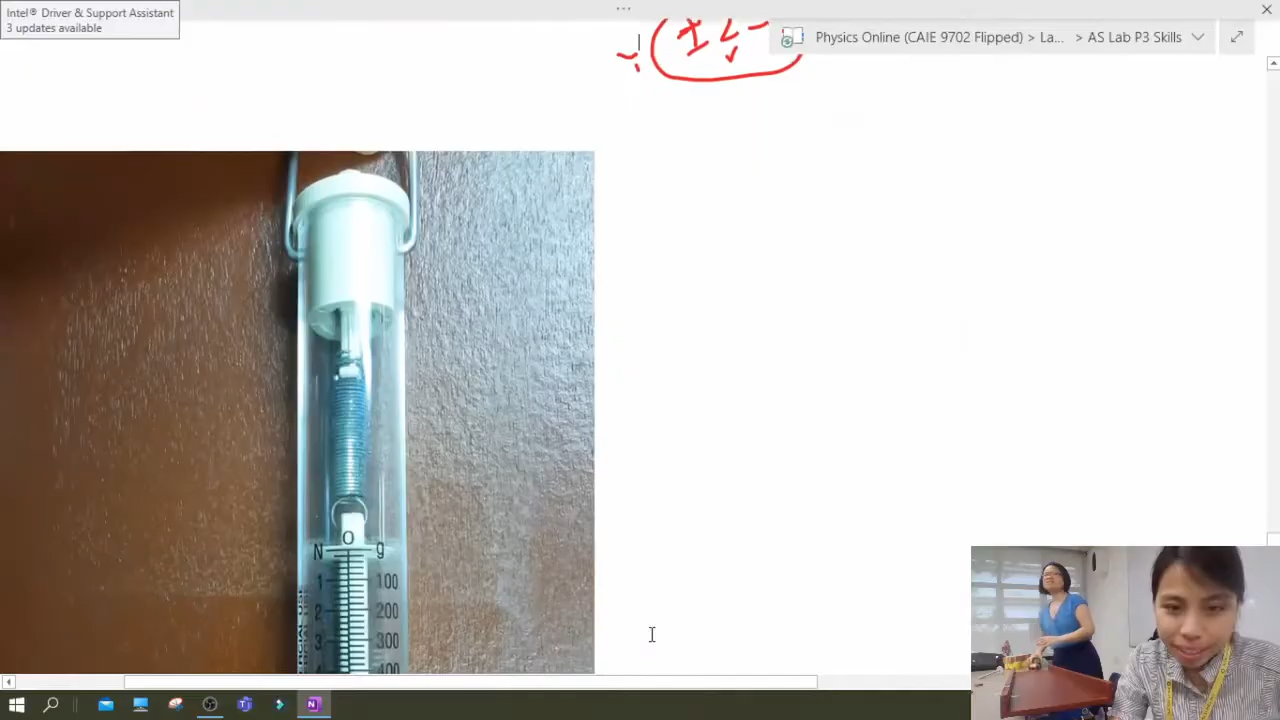 Intel® Driver & Support Assistant
3 updates available
Physics Online (CAIE 9702 Flipped) > La... > AS Lab P3 Skills
N 0 g
1 100
2 200
3 300
400